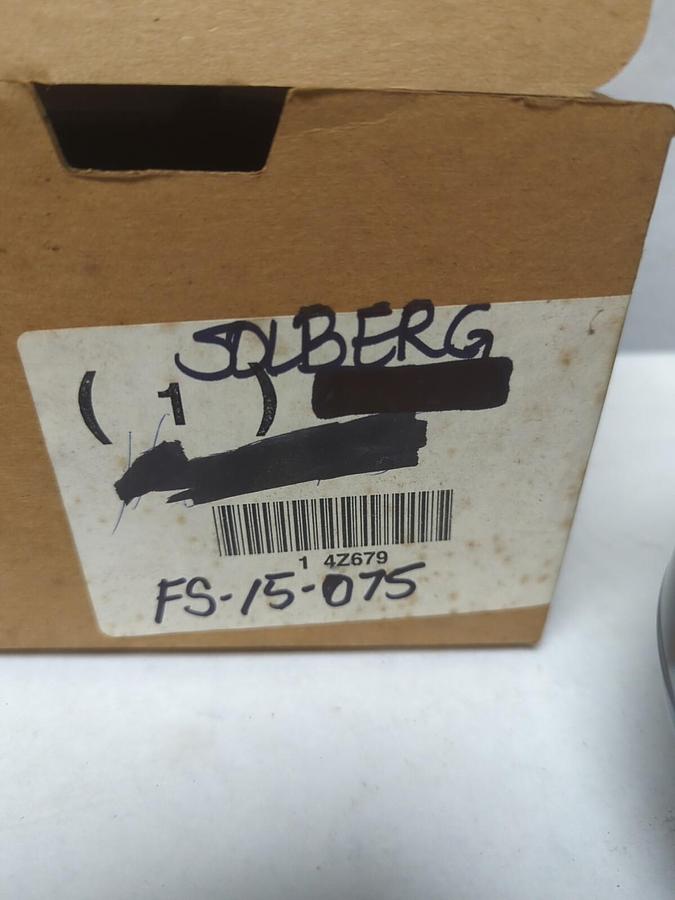 SOLBERG
( 1 )
1 4Z679
FS-15-075